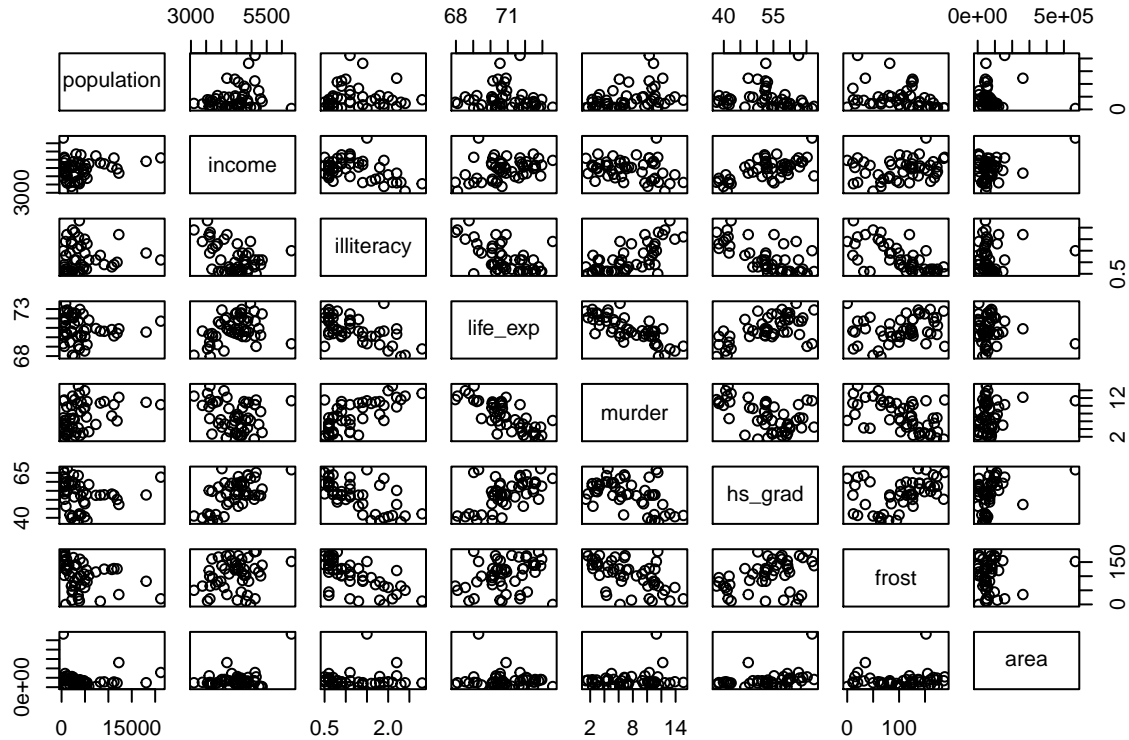 3000 5500
68 71
40 55
0e+00 5e+05
population
0
3000
income
illiteracy
0.5
68 73
life_exp
murder
2 12
40 65
hs_grad
frost
0 150
0e+00
area
0 15000
0.5 2.0
2 8 14
0 100